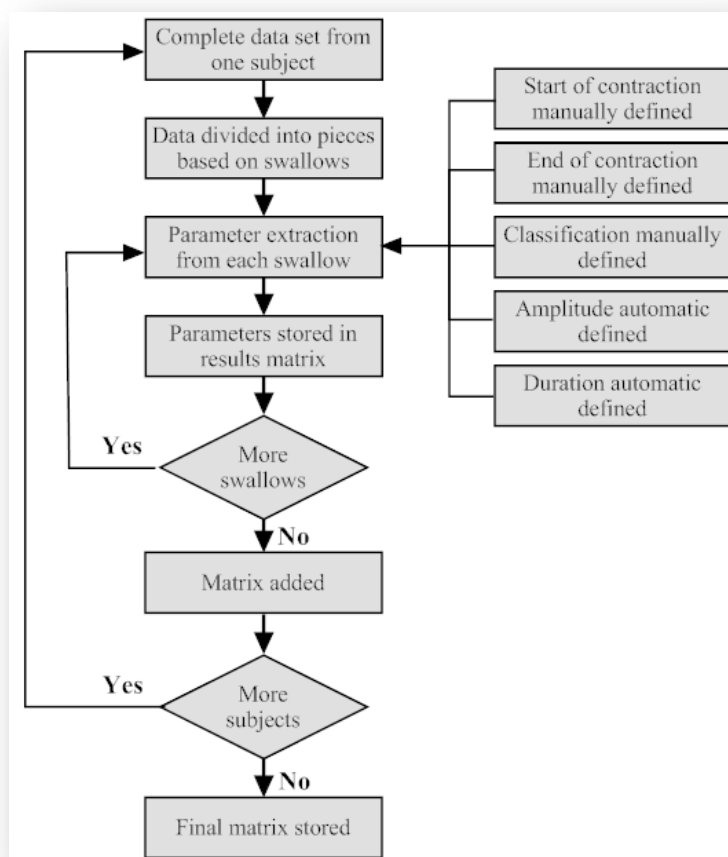 Complete data set from
one subject
Data divided into pieces
based on swallows
Parameter extraction
from each swallow
Parameters stored in
results matrix
Yes
More
swallows
No
Matrix added
Yes
More
subjects
No
Final matrix stored
Start of contraction
manually defined
End of contraction
manually defined
Classification manually
defined
Amplitude automatic
defined
Duration automatic
defined